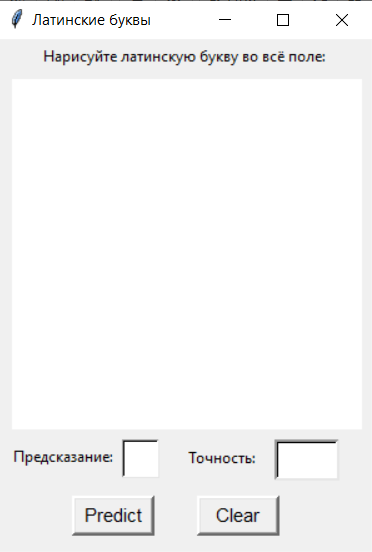 Латинские буквы
Нарисуйте латинскую букву во всё поле:
Предсказание: Точность:
Predict Clear